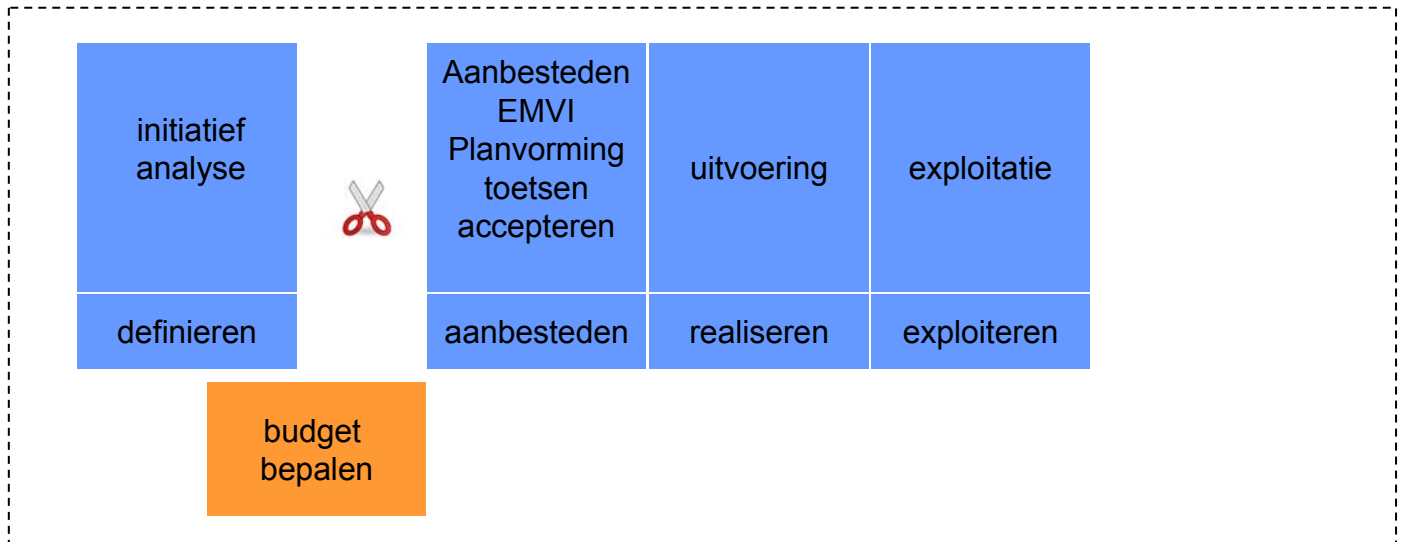 initiatief
analyse
Aanbesteden
EMVI
Planvorming
toetsen
accepteren
uitvoering
exploitatie
definieren
aanbesteden
realiseren
exploiteren
budget
bepalen